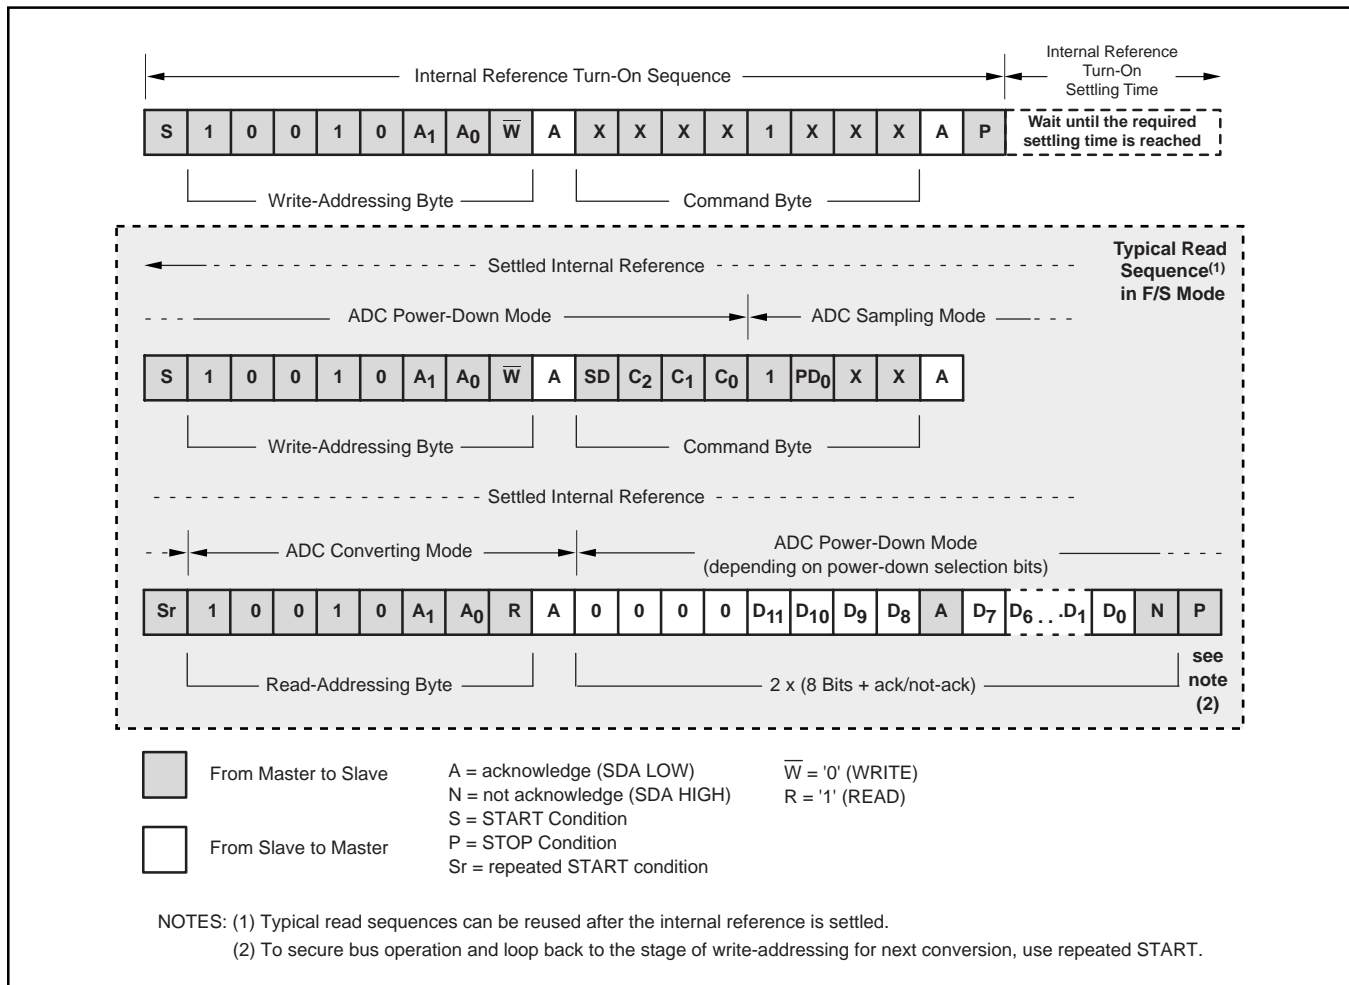 Internal Reference Turn-On Sequence
Internal Reference
Turn-On
Settling Time
S 1 0 0 1 0 A1 A0 W̅ A X X X X 1 X X X A P
Wait until the required
settling time is reached
Write-Addressing Byte
Command Byte
Typical Read
Sequence(1)
in F/S Mode
Settled Internal Reference
ADC Power-Down Mode
ADC Sampling Mode
S 1 0 0 1 0 A1 A0 W̅ A SD C2 C1 C0 1 PD0 X X A
Write-Addressing Byte
Command Byte
Settled Internal Reference
ADC Converting Mode
ADC Power-Down Mode
(depending on power-down selection bits)
Sr 1 0 0 1 0 A1 A0 R A 0 0 0 0 D11 D10 D9 D8 A D7 D6 . . .D1 D0 N P
Read-Addressing Byte
2 x (8 Bits + ack/not-ack)
see
note
(2)
From Master to Slave
From Slave to Master
A = acknowledge (SDA LOW)
N = not acknowledge (SDA HIGH)
S = START Condition
P = STOP Condition
Sr = repeated START condition
W̅ = '0' (WRITE)
R = '1' (READ)
NOTES: (1) Typical read sequences can be reused after the internal reference is settled.
(2) To secure bus operation and loop back to the stage of write-addressing for next conversion, use repeated START.